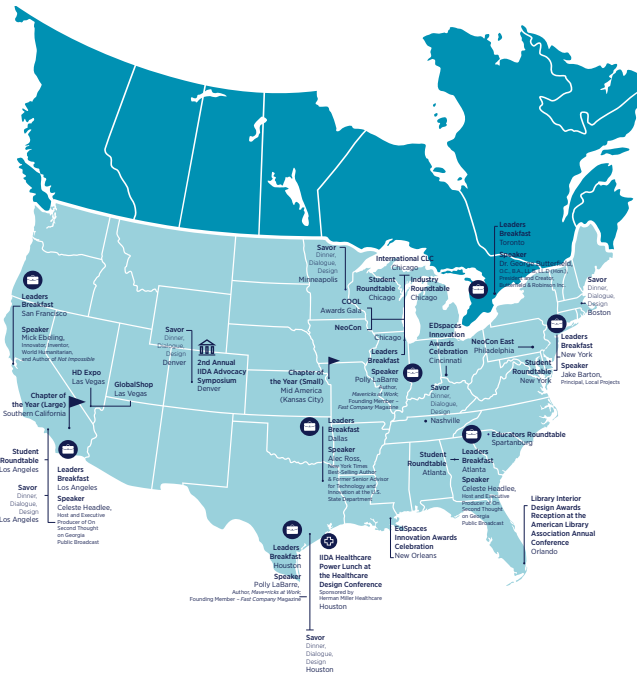 Leaders
Breakfast
Toronto
Speaker
Dr. George Butterfield,
O.C., B.A., LL.B, LL.D (Hon.),
President and Creator,
Butterfield & Robinson Inc.
Savor
Dinner,
Dialogue,
Design
Minneapolis
International CLC
Chicago
Student
Roundtable
Chicago
Industry
Roundtable
Chicago
COOL
Awards Gala
NeoCon
Chicago
Leaders
Breakfast
Speaker
Polly LaBarre
Author,
Mavericks at Work,
Founding Member –
Fast Company Magazine
Savor
Dinner,
Dialogue,
Design
Boston
Leaders
Breakfast
San Francisco
Speaker
Mick Ebeling,
Innovator, Inventor,
World Humanitarian,
and Author of Not Impossible
Savor
Dinner,
Dialogue,
Design
Denver
2nd Annual
IIDA Advocacy
Symposium
Denver
EDspaces
Innovation
Awards
Celebration
Cincinnati
NeoCon East
Philadelphia
Leaders
Breakfast
New York
Student
Roundtable
New York
Speaker
Jake Barton,
Principal, Local Projects
HD Expo
Las Vegas
GlobalShop
Las Vegas
Chapter of
the Year (Small)
Mid America
(Kansas City)
Chapter of
the Year (Large)
Southern California
Savor
Dinner,
Dialogue,
Design
Nashville
Leaders
Breakfast
Dallas
Speaker
Alec Ross,
New York Times
Best-Selling Author
& Former Senior Advisor
for Technology and
Innovation at the U.S.
State Department
Educators Roundtable
Spartanburg
Student
Roundtable
Los Angeles
Savor
Dinner,
Dialogue,
Design
Los Angeles
Leaders
Breakfast
Los Angeles
Speaker
Celeste Headlee,
Host and Executive
Producer of On
Second Thought
on Georgia
Public Broadcast
Student
Roundtable
Atlanta
Leaders
Breakfast
Atlanta
Speaker
Celeste Headlee,
Host and Executive
Producer of On
Second Thought
on Georgia
Public Broadcast
Library Interior
Design Awards
Reception at the
American Library
Association Annual
Conference
Orlando
EdSpaces
Innovation Awards
Celebration
New Orleans
Leaders
Breakfast
Houston
Speaker
Polly LaBarre,
Author, Mavericks at Work,
Founding Member – Fast Company Magazine
IIDA Healthcare
Power Lunch at
the Healthcare
Design Conference
Sponsored by
Herman Miller Healthcare
Houston
Savor
Dinner,
Dialogue,
Design
Houston